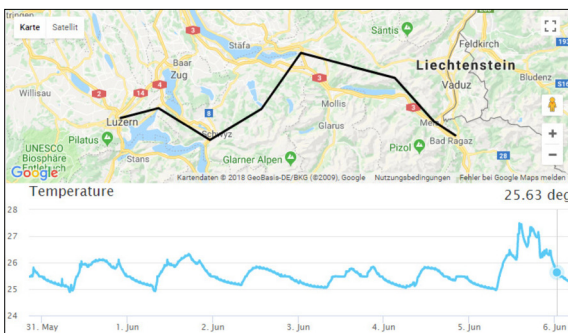 tringen
Karte Satellit
Stäfa
Säntis
Feldkirch
Baar
Zug
Liechtenstein
Bludenz
Willisau
Vaduz
Mollis
Luzern
Schwyz
Glarus
Mels
Bad Ragaz
Pilatus
Pizol
Stans
UNESCO
Biosphäre
Glarner Alpen
Google
Kartendaten © 2018 GeoBasis-DE/BKG (©2009), Google Nutzungsbedingungen Fehler bei Google Maps melden
Temperature
25.63 deg
28
27
26
25
24
31. May 1. Jun 2. Jun 3. Jun 4. Jun 5. Jun 6. Jun